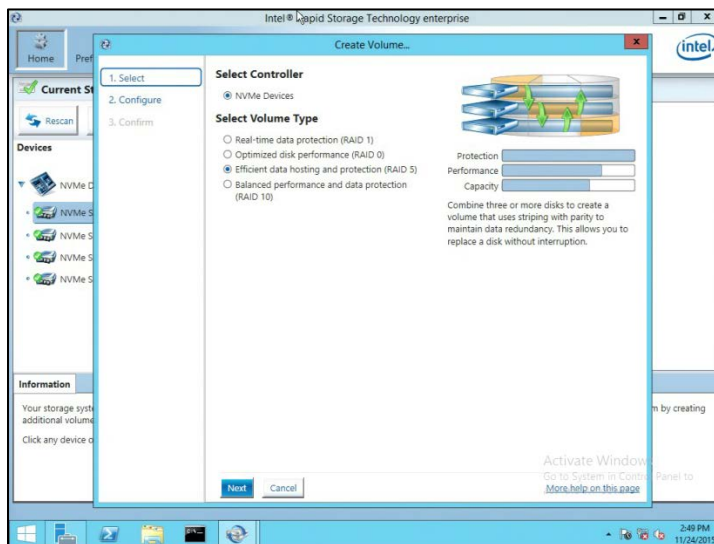 Intel® Rapid Storage Technology enterprise
Home
Pref
intel
Current St
Rescan
Devices
NVMe D
NVMe S
NVMe S
NVMe S
NVMe S
Information
Your storage syste
additional volume
Click any device o
m by creating
Create Volume...
1. Select
2. Configure
3. Confirm
Select Controller
NVMe Devices
Select Volume Type
Real-time data protection (RAID 1)
Optimized disk performance (RAID 0)
Efficient data hosting and protection (RAID 5)
Balanced performance and data protection
(RAID 10)
Protection
Performance
Capacity
Combine three or more disks to create a
volume that uses striping with parity to
maintain data redundancy. This allows you to
replace a disk without interruption.
Activate Windows
Go to System in Control Panel to
More help on this page
Next
Cancel
2:49 PM
11/24/2015